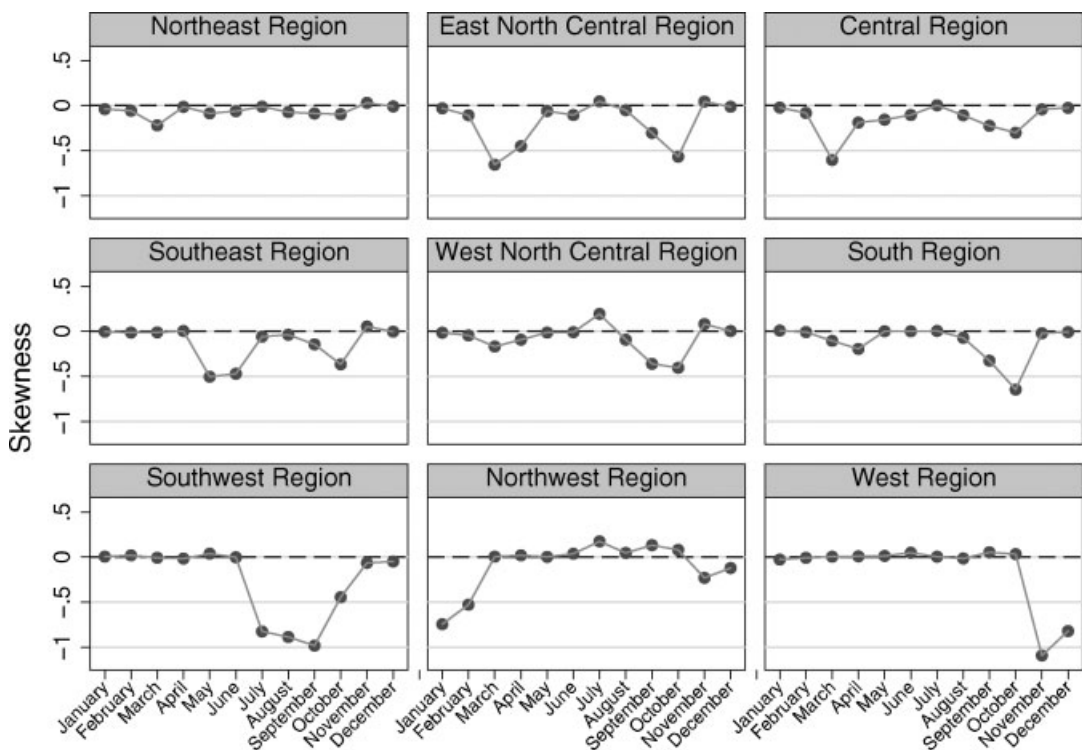 Northeast Region
East North Central Region
Central Region
.5
0
-.5
-1
Southeast Region
West North Central Region
South Region
.5
0
-.5
-1
Skewness
Southwest Region
Northwest Region
West Region
.5
0
-.5
-1
January
February
March
April
May
June
July
August
September
October
November
December
January
February
March
April
May
June
July
August
September
October
November
December
January
February
March
April
May
June
July
August
September
October
November
December